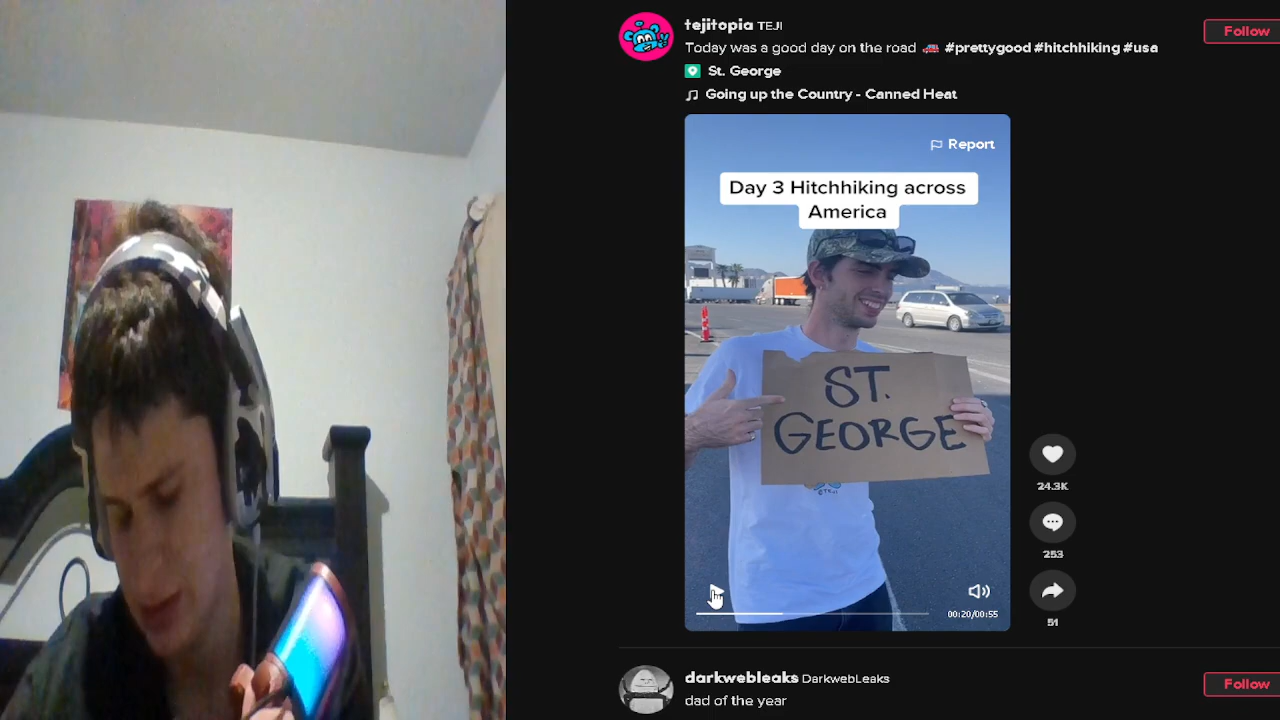 tejitopia TEJI
Today was a good day on the road #prettygood #hitchhiking #usa
St. George
Going up the Country - Canned Heat
Follow
Report
Day 3 Hitchhiking across
America
ST.
GEORGE
©TEJI
24.3K
253
51
00:20/00:55
darkwebleaks DarkwebLeaks
dad of the year
Follow